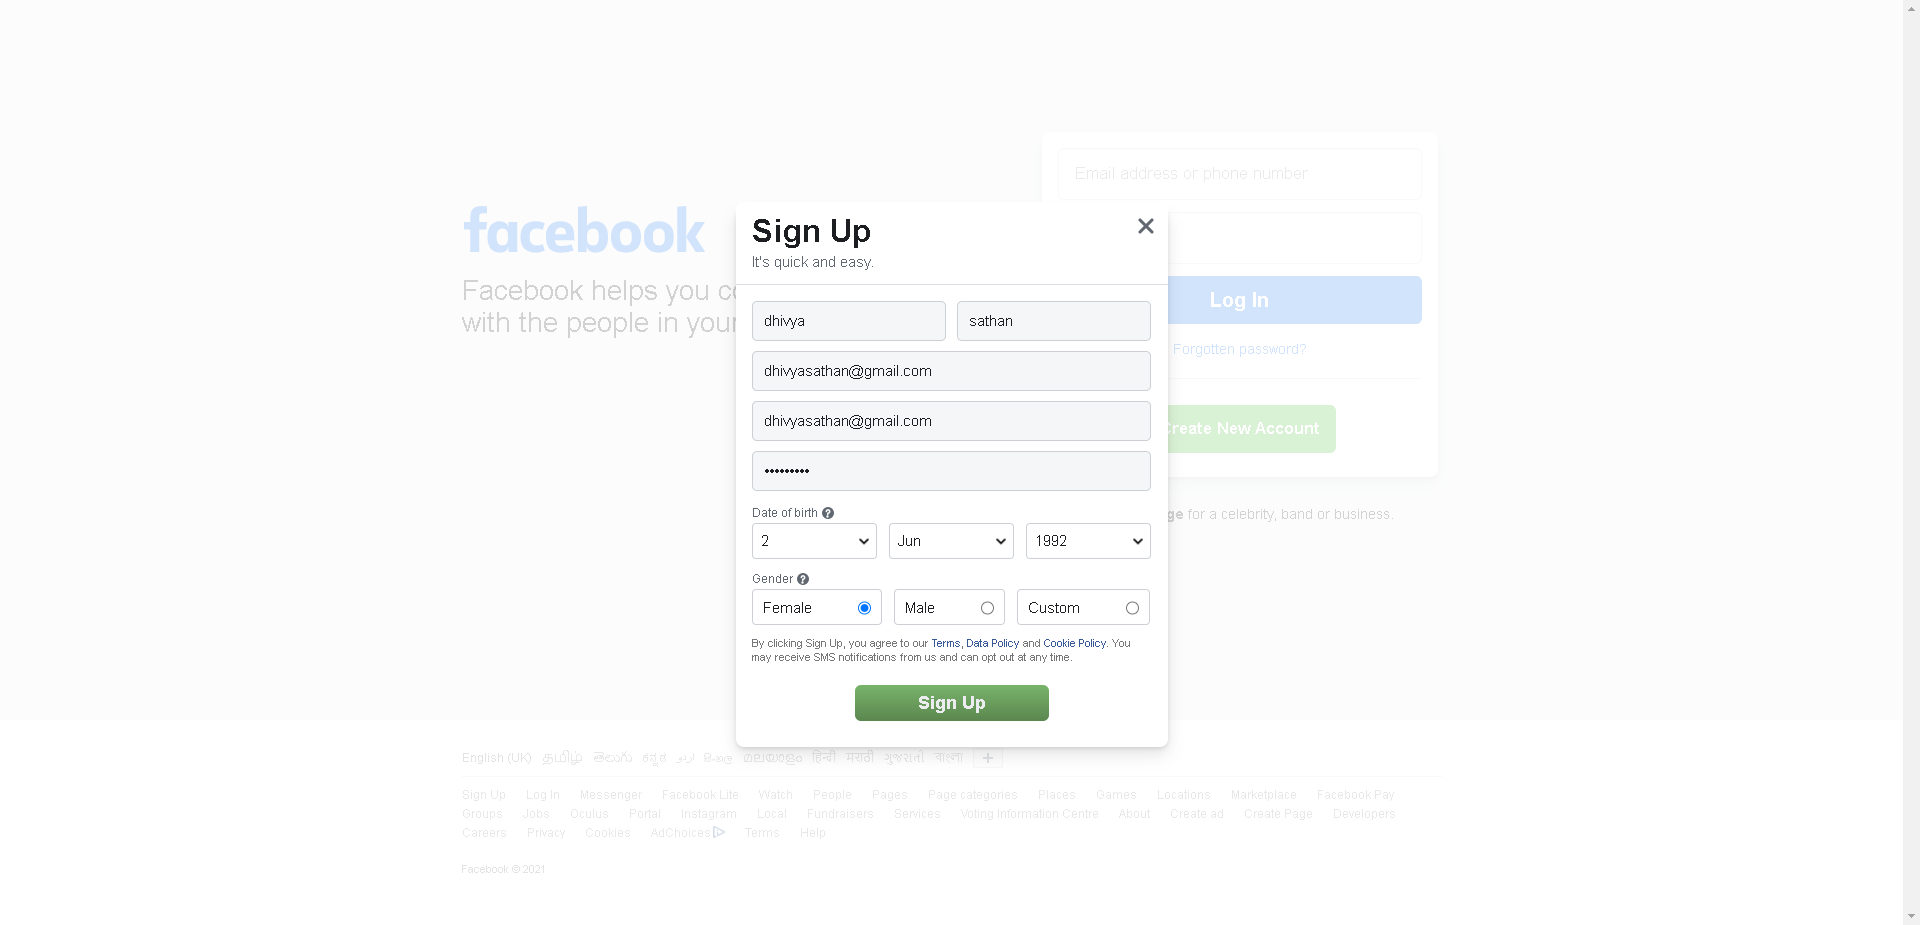 Email address or phone number
facebook
Sign Up
It's quick and easy.
Facebook helps you
with the people in your
Log In
dhivya
sathan
dhivyasathan@gmail.com
Forgotten password?
dhivyasathan@gmail.com
Create New Account
•••••••••
Date of birth
for a celebrity, band or business.
2
Jun
1992
Gender
Female
Male
Custom
By clicking Sign Up, you agree to our Terms, Data Policy and Cookie Policy. You
may receive SMS notifications from us and can opt out at any time.
Sign Up
English (UK) தமிழ் తెలుగు ಕನ್ನಡ اردو සිංහල മലയാളം हिन्दी मराठी ગુજરાતી বাংলা
Sign Up Log In Messenger Facebook Lite Watch People Pages Page categories Places Games Locations Marketplace Facebook Pay
Groups Jobs Oculus Portal Instagram Local Fundraisers Services Voting Information Centre About Create ad Create Page Developers
Careers Privacy Cookies AdChoices Terms Help
Facebook © 2021